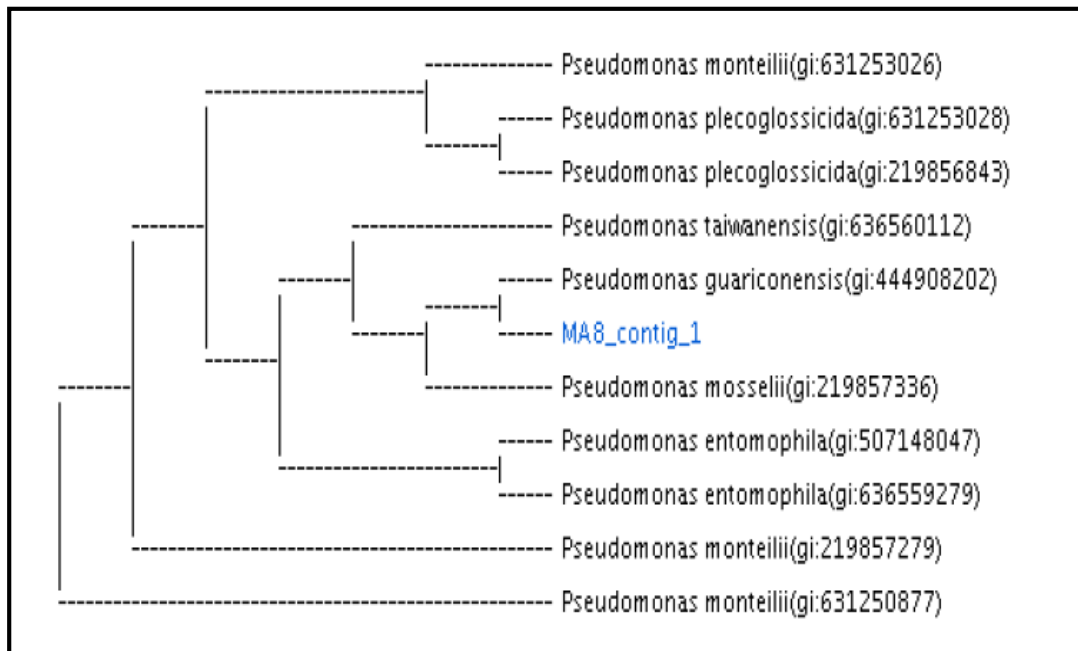 Pseudomonas monteilii(gi:631253026)
Pseudomonas plecoglossicida(gi:631253028)
Pseudomonas plecoglossicida(gi:219856843)
Pseudomonas taiwanensis(gi:636560112)
Pseudomonas guariconensis(gi:444908202)
MA8_contig_1
Pseudomonas mosselii(gi:219857336)
Pseudomonas entomophila(gi:507148047)
Pseudomonas entomophila(gi:636559279)
Pseudomonas monteilii(gi:219857279)
Pseudomonas monteilii(gi:631250877)